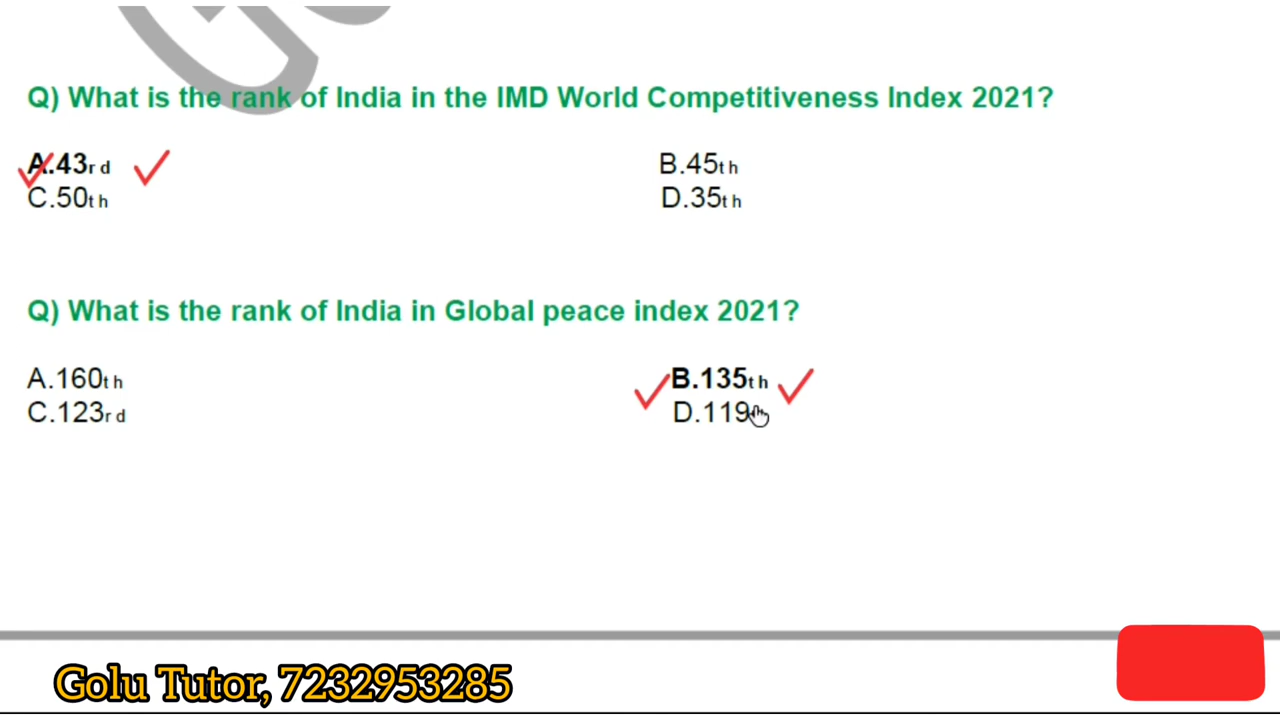 Q) What is the rank of India in the IMD World Competitiveness Index 2021?
A.43rd B.45th
C.50th D.35th
Q) What is the rank of India in Global peace index 2021?
A.160th B.135th
C.123rd D.119
Golu Tutor, 7232953285